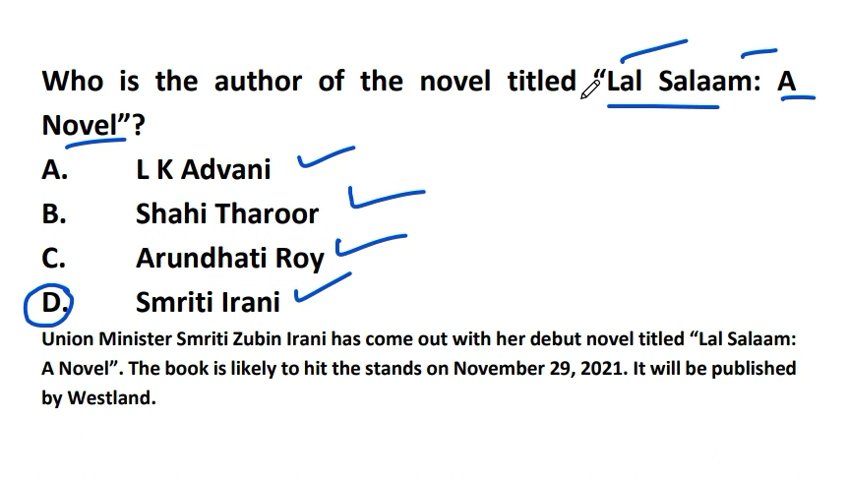 Who is the author of the novel titled “Lal Salaam: A
Novel”?
A. L K Advani
B. Shahi Tharoor
C. Arundhati Roy
D. Smriti Irani
Union Minister Smriti Zubin Irani has come out with her debut novel titled “Lal Salaam:
A Novel”. The book is likely to hit the stands on November 29, 2021. It will be published
by Westland.